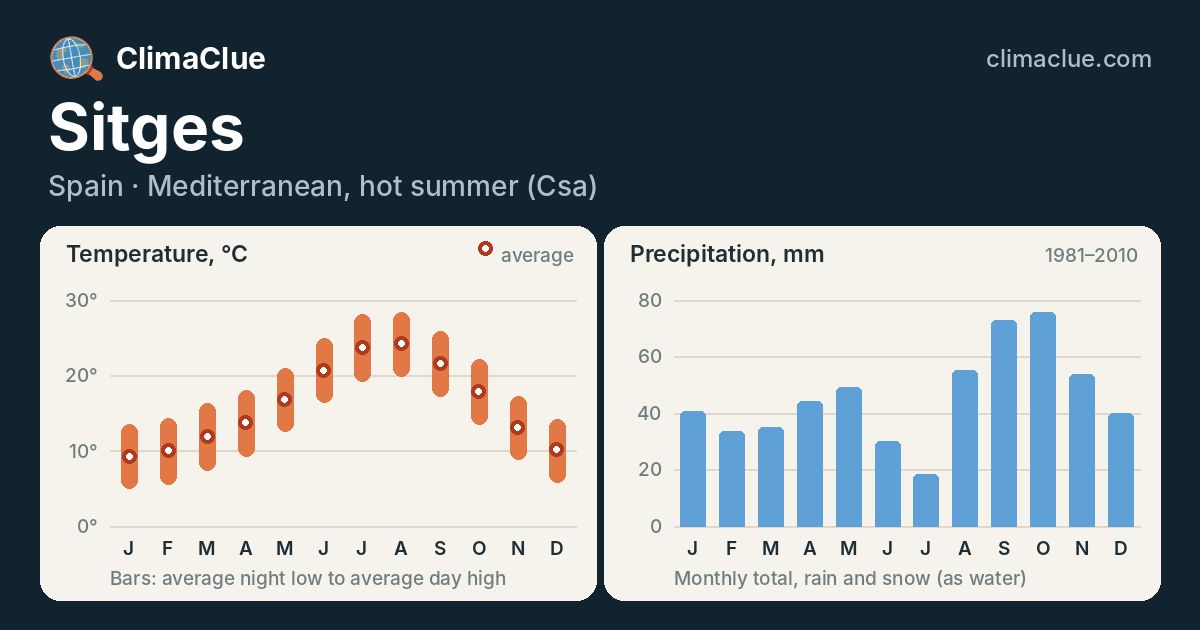 ClimaClue
climaclue.com
Sitges
Spain · Mediterranean, hot summer (Csa)
Temperature, °C
average
30°
20°
10°
0°
J F M A M J J A S O N D
Bars: average night low to average day high
Precipitation, mm
1981–2010
80
60
40
20
0
J F M A M J J A S O N D
Monthly total, rain and snow (as water)